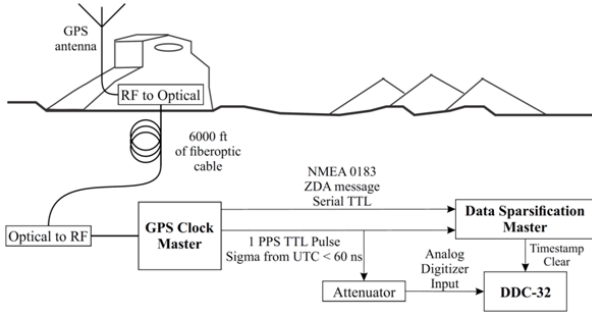 GPS
antenna
RF to Optical
6000 ft
of fiberoptic
cable
NMEA 0183
ZDA message
Serial TTL
Optical to RF
GPS Clock
Master
Data Sparsification
Master
1 PPS TTL Pulse
Sigma from UTC < 60 ns
Analog
Digitizer
Input
Timestamp
Clear
Attenuator
DDC-32